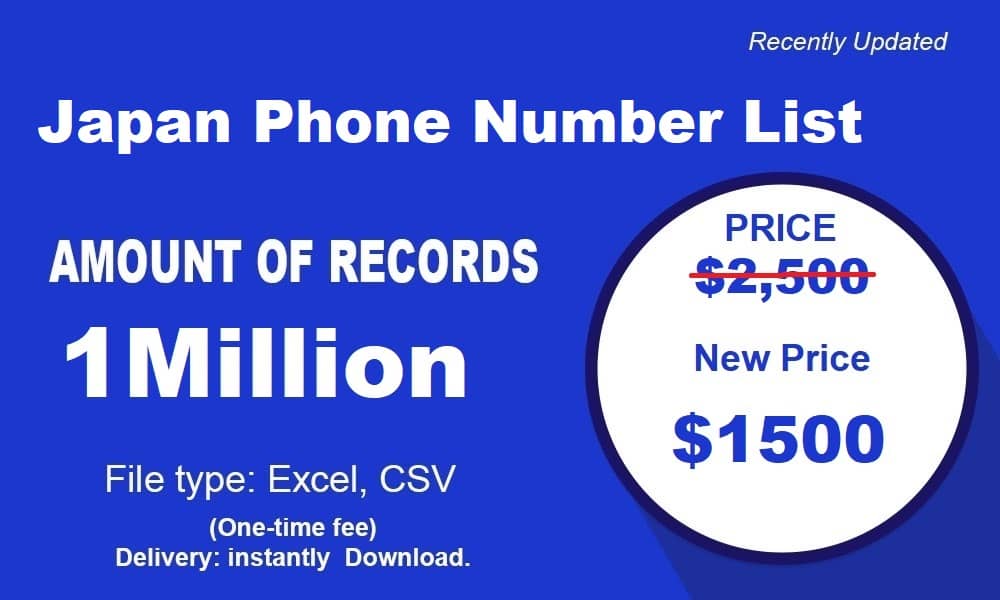 Recently Updated
Japan Phone Number List
AMOUNT OF RECORDS
1Million
File type: Excel, CSV
(One-time fee)
Delivery: instantly Download.
PRICE
$2,500
New Price
$1500